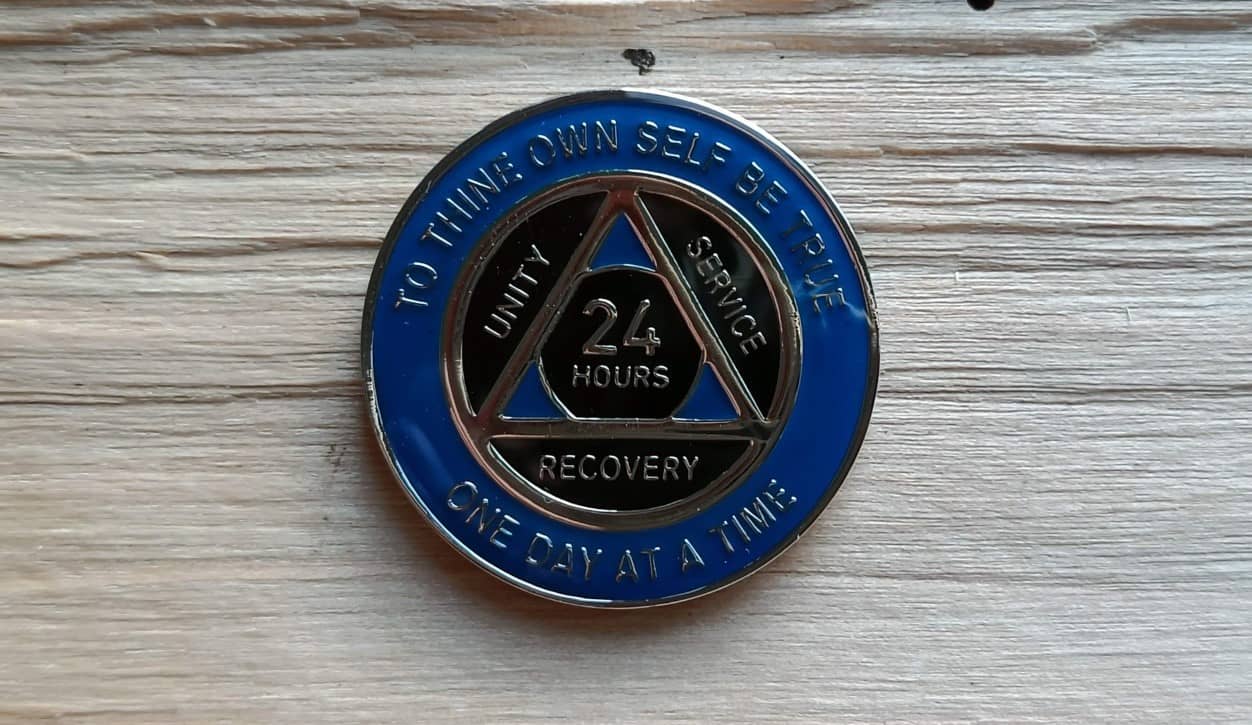 TO THINE OWN SELF BE TRUE
UNITY
SERVICE
24
HOURS
RECOVERY
ONE DAY AT A TIME